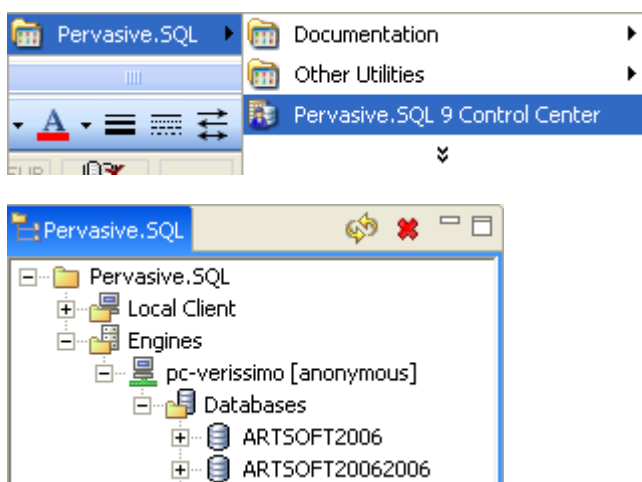 Pervasive.SQL Documentation
Other Utilities
Pervasive.SQL 9 Control Center
A
Pervasive.SQL
Pervasive.SQL
Local Client
Engines
pc-verissimo [anonymous]
Databases
ARTSOFT2006
ARTSOFT20062006